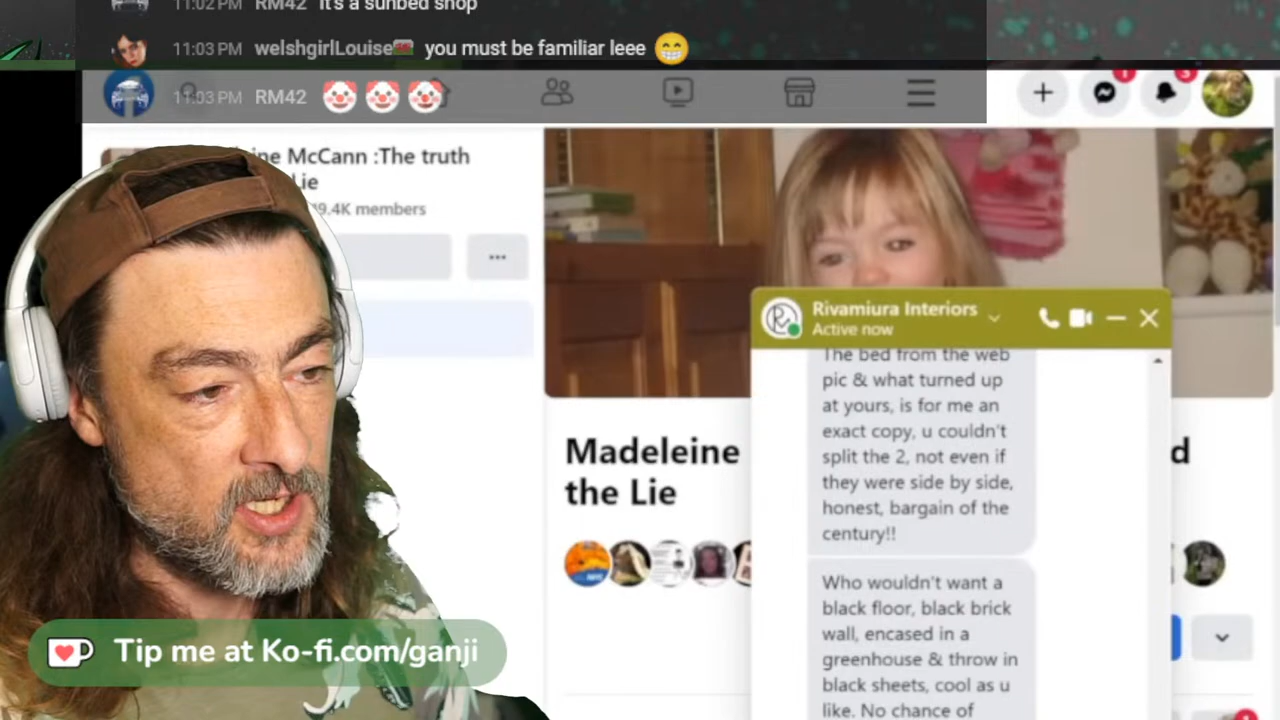 11:02 PM RM42 It's a sunbed shop
11:03 PM welshgirlLouise you must be familiar leee
11:03 PM RM42
ine McCann :The truth
Lie
9.4K members
Rivamiura Interiors
Active now
The bed from the web
pic & what turned up
at yours, is for me an
exact copy, u couldn't
split the 2, not even if
they were side by side,
honest, bargain of the
century!!
Who wouldn't want a
black floor, black brick
wall, encased in a
greenhouse & throw in
black sheets, cool as u
like. No chance of
Madeleine
d
the Lie
Tip me at Ko-fi.com/ganji